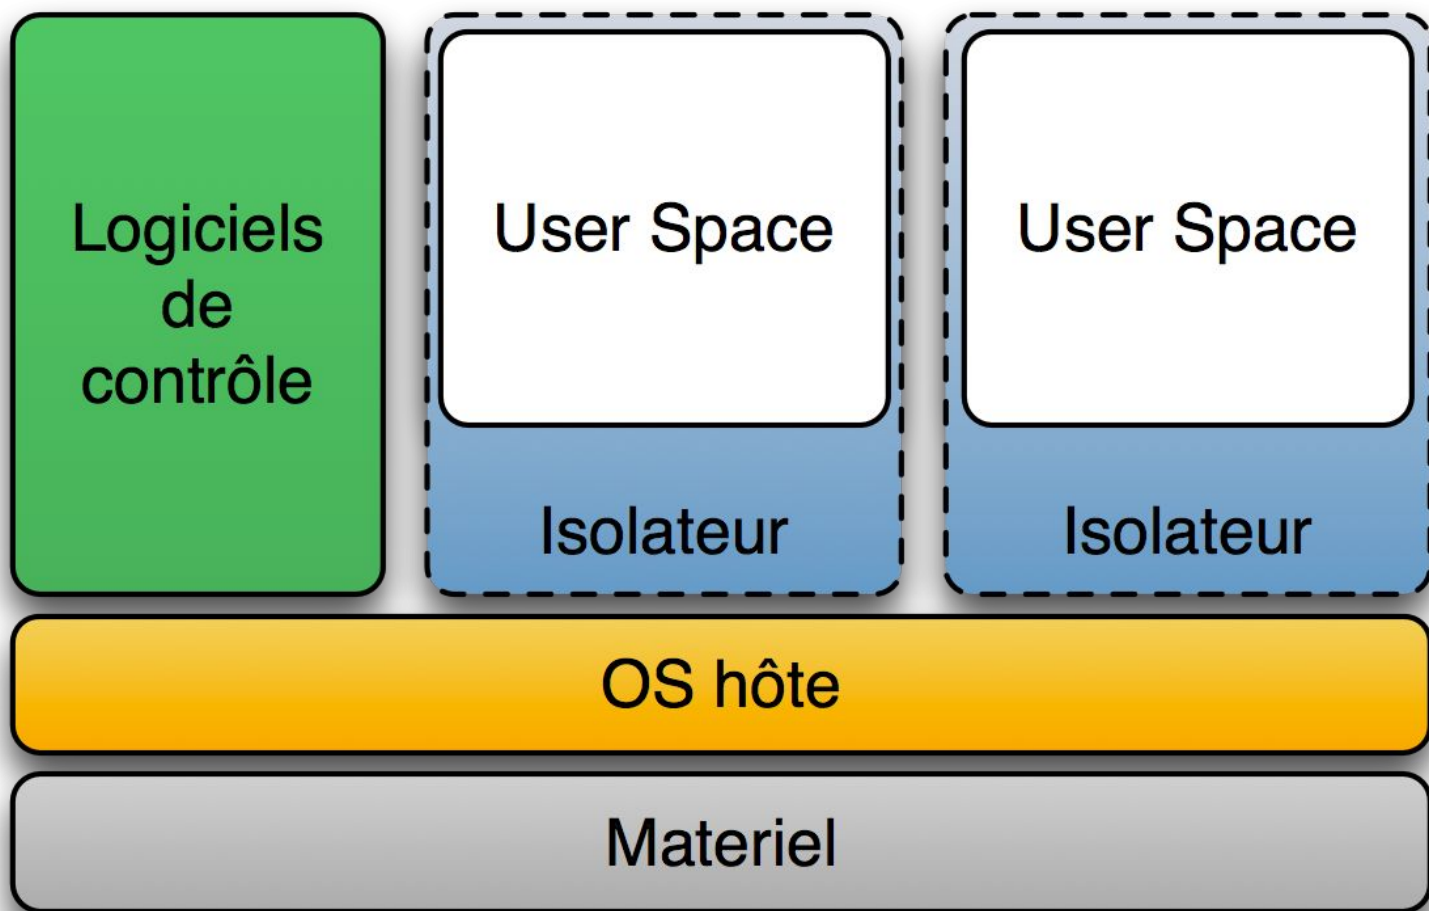 Logiciels
de
contrôle
User Space
User Space
Isolateur
Isolateur
OS hôte
Materiel